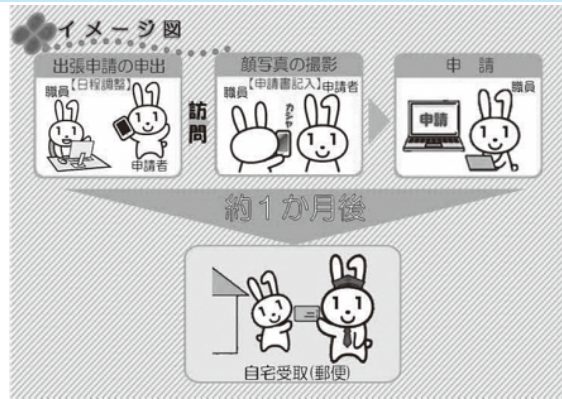 イメージ図
出張申請の申出
【日程調整】
職員
申請者
訪問
顔写真の撮影
【申請書記入】
職員
申請者
カシャ
申請
職員
申請
約1か月後
自宅受取(郵便)